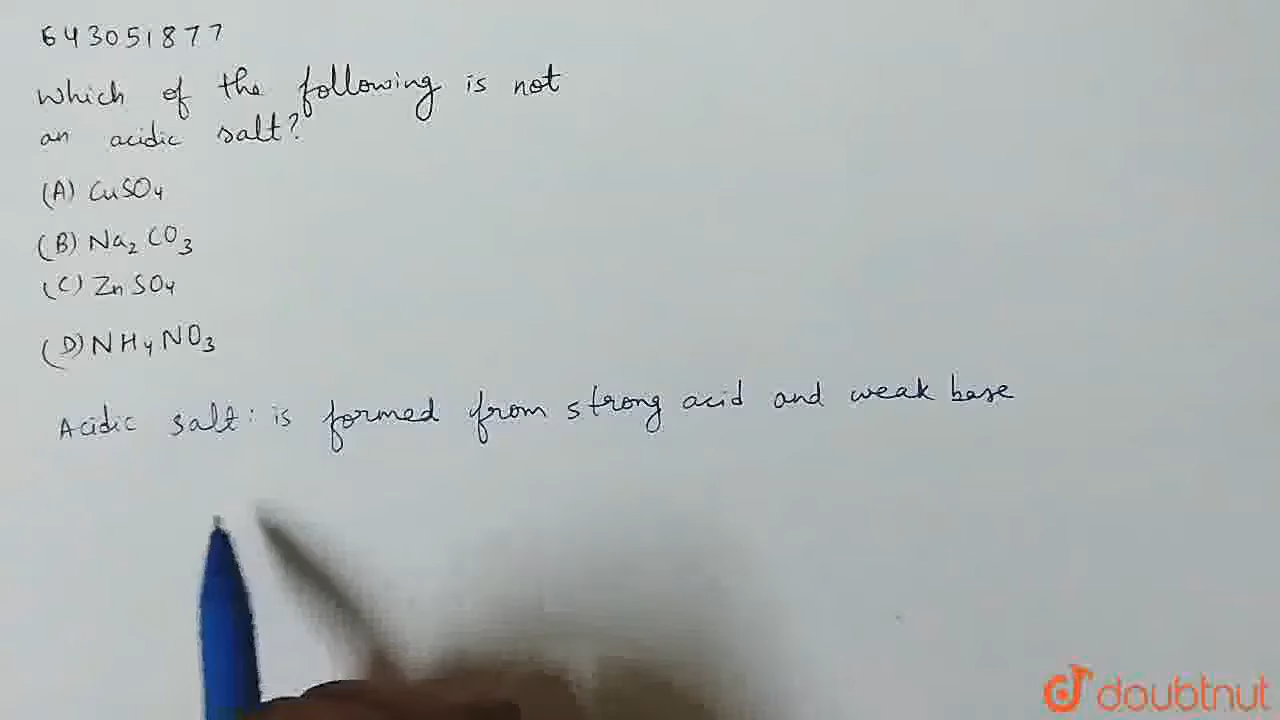 643051877
Which of the following is not
an acidic salt?
(A) CuSO4
(B) Na2CO3
(C) ZnSO4
(D) NH4NO3
Acidic salt: is formed from strong acid and weak base
doubtnut